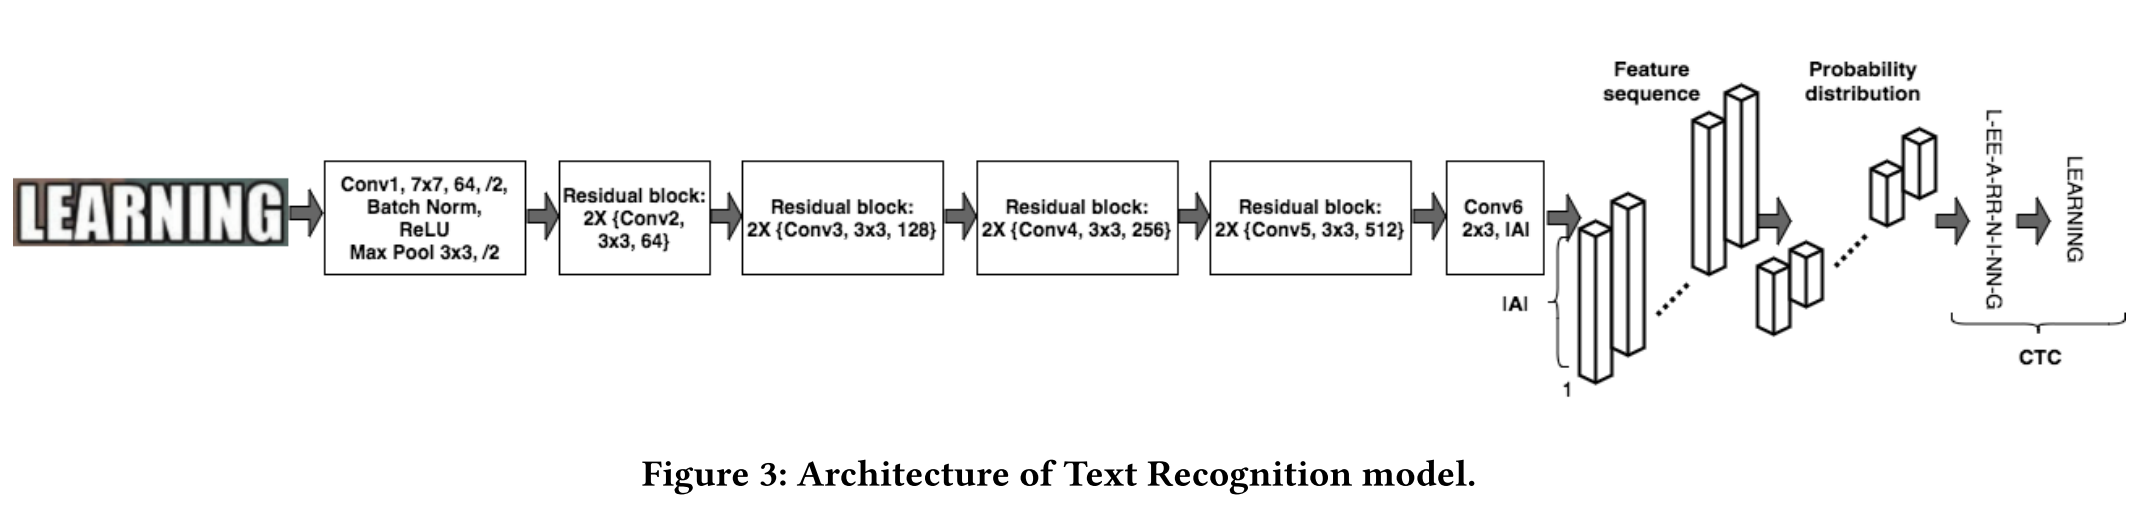 LEARNING
Conv1, 7x7, 64, /2,
Batch Norm,
ReLU
Max Pool 3x3, /2
Residual block:
2X {Conv2,
3x3, 64}
Residual block:
2X {Conv3, 3x3, 128}
Residual block:
2X {Conv4, 3x3, 256}
Residual block:
2X {Conv5, 3x3, 512}
Conv6
2x3, |A|
Feature
sequence
|A|
1
Probability
distribution
L-EE-A-RR-N-I-NN-G
LEARNING
CTC
Figure 3: Architecture of Text Recognition model.